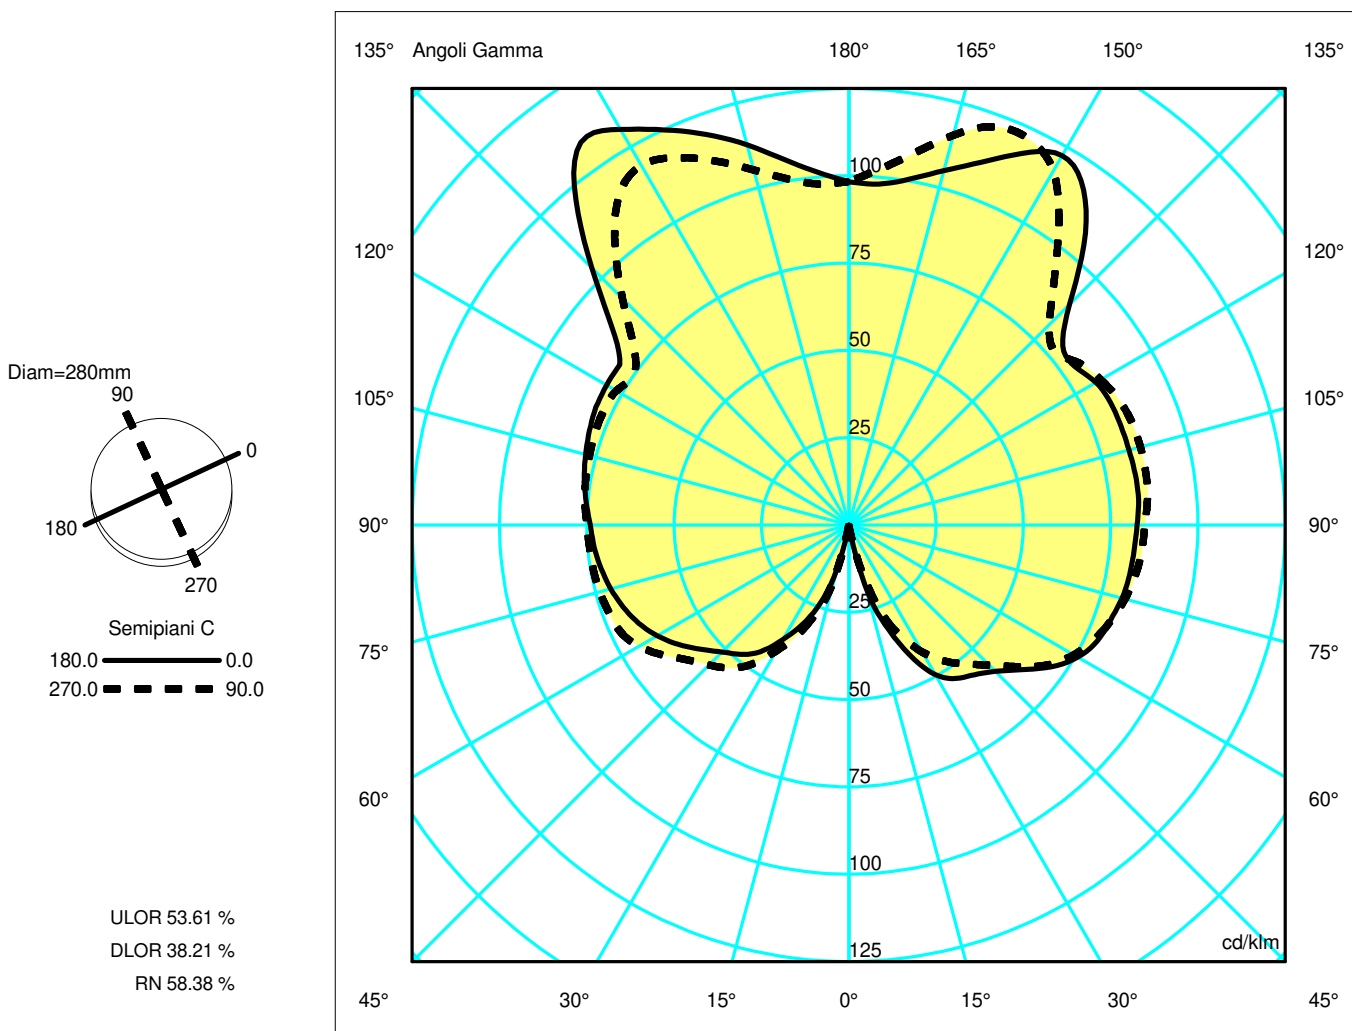 135° Angoli Gamma 180° 165° 150° 135°
100
120° 75 120°
50
Diam=280mm
90
105° 25 105°
0
180 90° 90°
270
25
Semipiani C
180.0 0.0
75° 75°
270.0 90.0
50
75
60° 60°
100
ULOR 53.61 %
DLOR 38.21 %
125 cd/klm
RN 58.38 %
45° 30° 15° 0° 15° 30° 45°